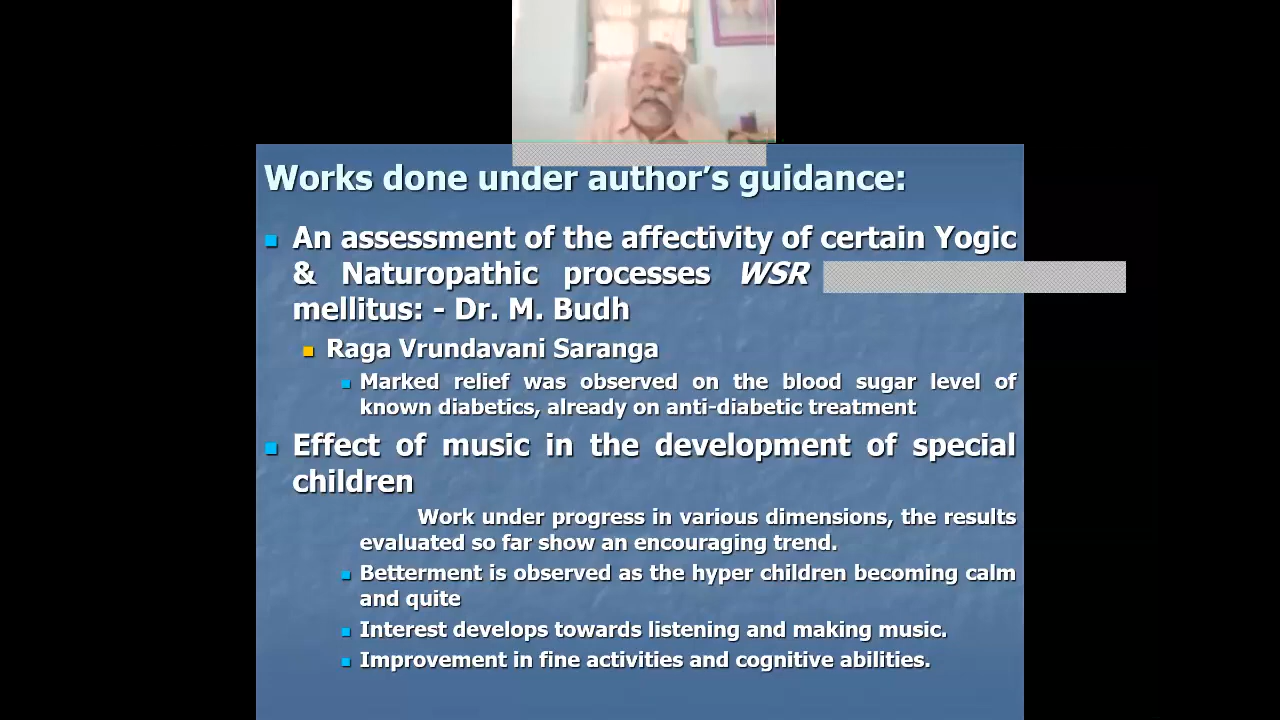 Works done under author's guidance:
An assessment of the affectivity of certain Yogic
& Naturopathic processes WSR
mellitus: - Dr. M. Budh
Raga Vrundavani Saranga
Marked relief was observed on the blood sugar level of
known diabetics, already on anti-diabetic treatment
Effect of music in the development of special
children
Work under progress in various dimensions, the results
evaluated so far show an encouraging trend.
Betterment is observed as the hyper children becoming calm
and quite
Interest develops towards listening and making music.
Improvement in fine activities and cognitive abilities.